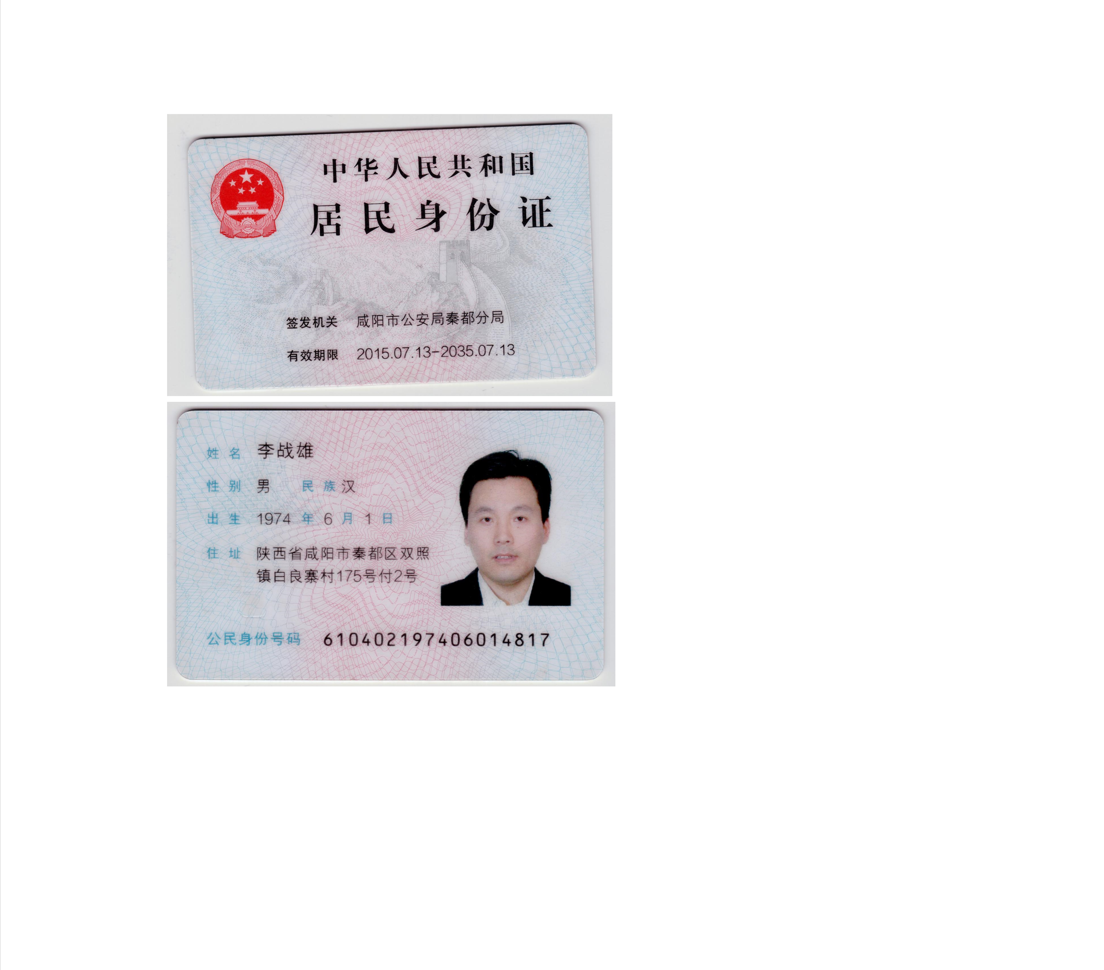 中华人民共和国
居民身份证
签发机关 咸阳市公安局秦都分局
有效期限 2015.07.13-2035.07.13
姓名 李战雄
性别 男 民族 汉
出生 1974 年 6 月 1 日
住址 陕西省咸阳市秦都区双照
镇白良寨村175号付2号
公民身份号码 610402197406014817